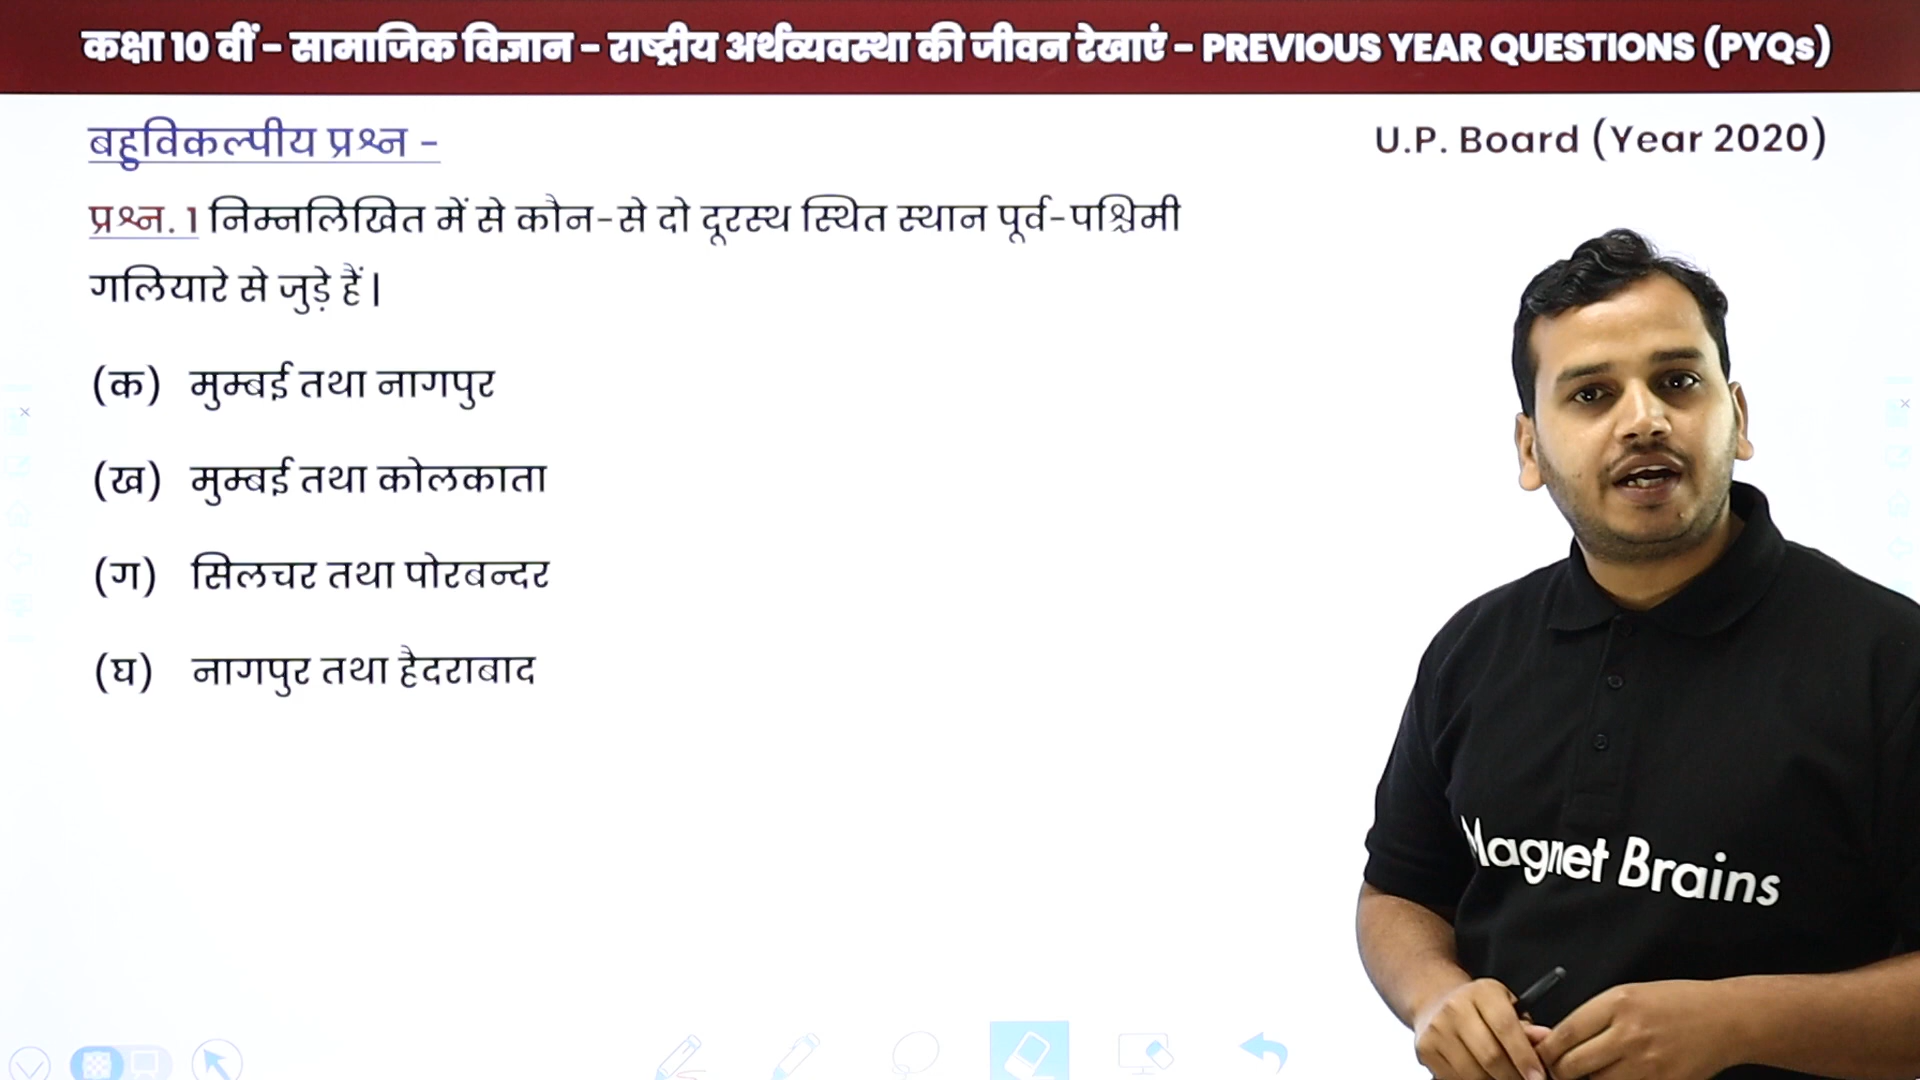 कक्षा 10 वीं - सामाजिक विज्ञान - राष्ट्रीय अर्थव्यवस्था की जीवन रेखाएं - PREVIOUS YEAR QUESTIONS (PYQs)
बहुविकल्पीय प्रश्न -
U.P. Board (Year 2020)
प्रश्न. 1 निम्नलिखित में से कौन-से दो दूरस्थ स्थित स्थान पूर्व-पश्चिमी
गलियारे से जुड़े हैं।
(क) मुम्बई तथा नागपुर
(ख) मुम्बई तथा कोलकाता
(ग) सिलचर तथा पोरबन्दर
(घ) नागपुर तथा हैदराबाद
Magnet Brains